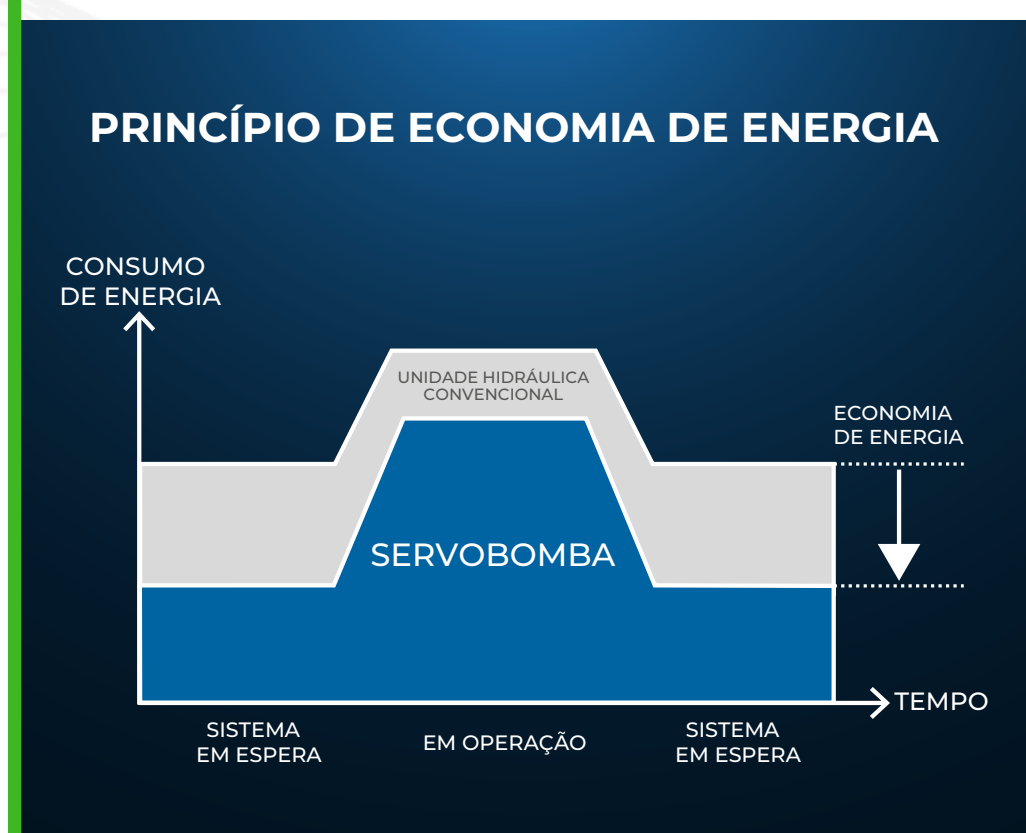 PRINCÍPIO DE ECONOMIA DE ENERGIA
CONSUMO
DE ENERGIA
UNIDADE HIDRÁULICA
CONVENCIONAL
ECONOMIA
DE ENERGIA
SERVOBOMBA
TEMPO
SISTEMA
EM ESPERA
EM OPERAÇÃO
SISTEMA
EM ESPERA